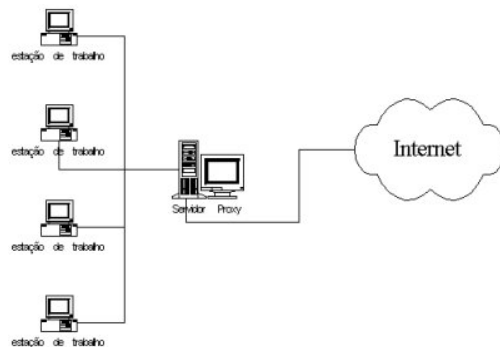 estação de trabalho
estação de trabalho
Internet
Servidor Proxy
estação de trabalho
estação de trabalho